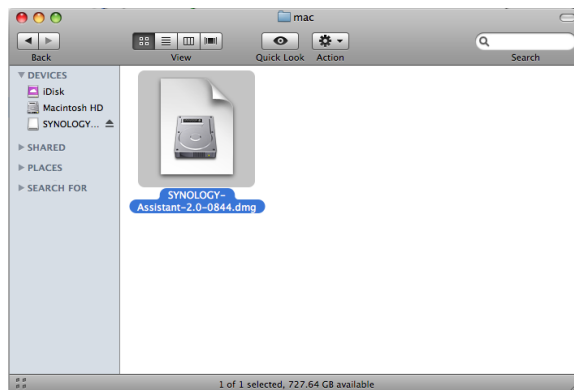 mac
Back
View
Quick Look
Action
Search
DEVICES
iDisk
Macintosh HD
SYNOLOGY...
SHARED
PLACES
SEARCH FOR
SYNOLOGY-
Assistant-2.0-0844.dmg
1 of 1 selected, 727.64 GB available